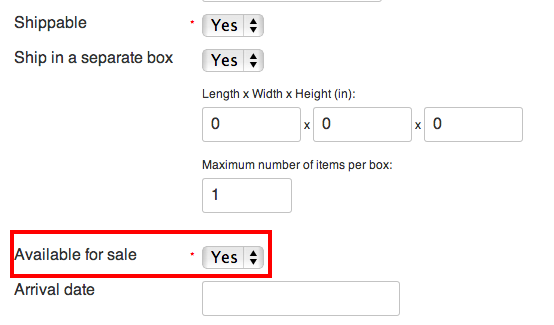 Shippable * Yes
Ship in a separate box Yes
Length x Width x Height (in):
0 x 0 x 0
Maximum number of items per box:
1
Available for sale * Yes
Arrival date